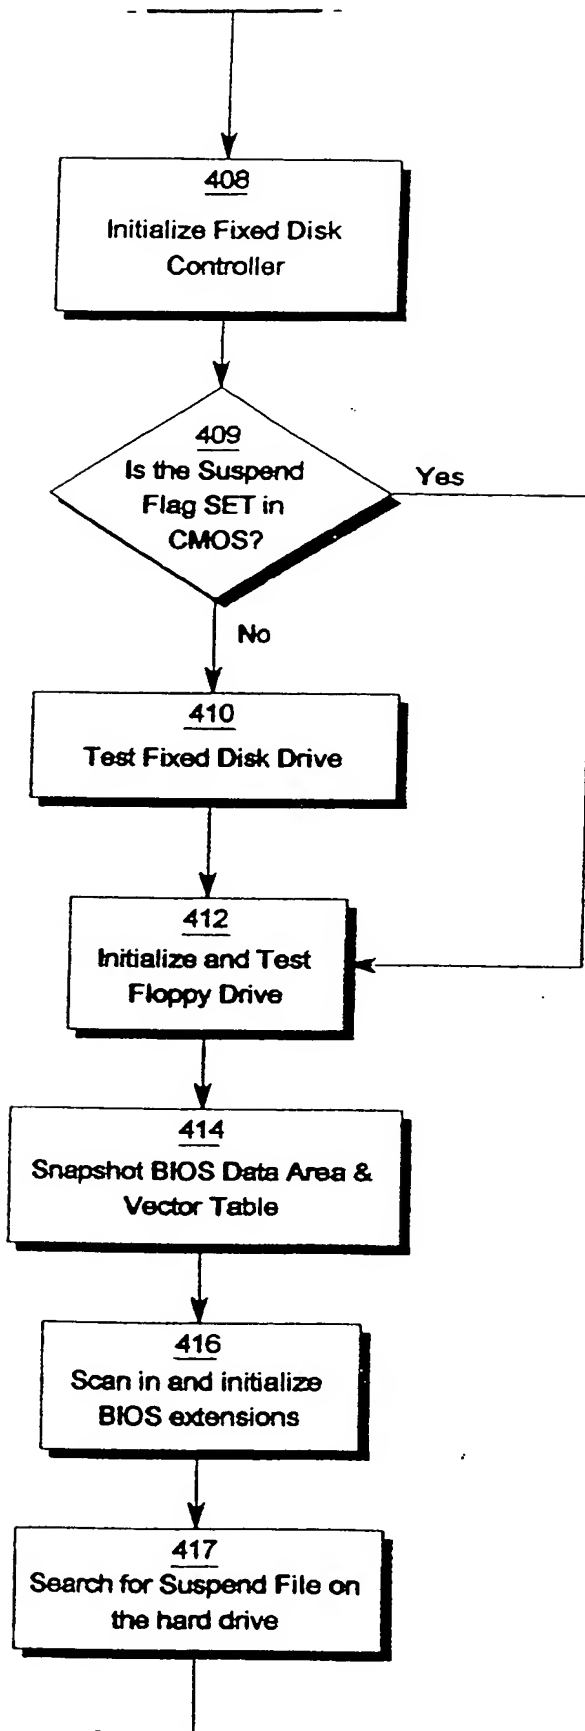 408
Initialize Fixed Disk
Controller
409
Is the Suspend
Flag SET in
CMOS?
Yes
No
410
Test Fixed Disk Drive
412
Initialize and Test
Floppy Drive
414
Snapshot BIOS Data Area &
Vector Table
416
Scan in and initialize
BIOS extensions
417
Search for Suspend File on
the hard drive